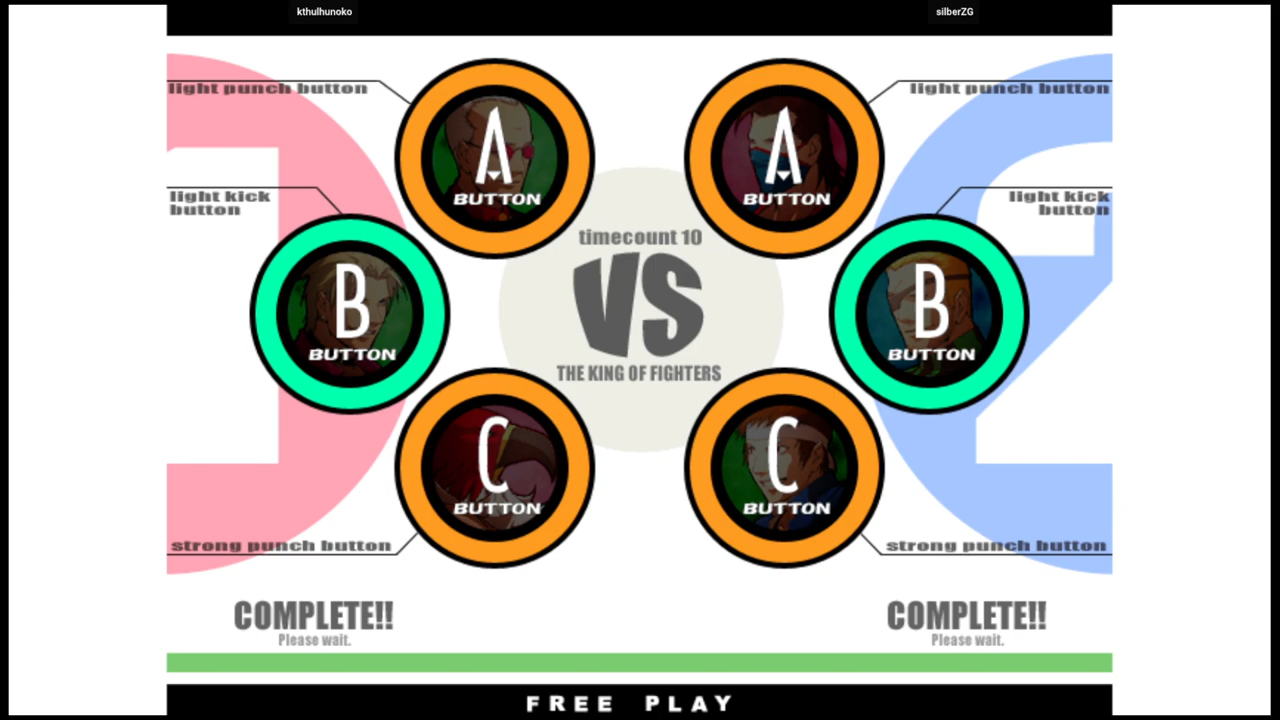 kthulhunoko
silberZG
light punch button
light punch button
A
BUTTON
A
BUTTON
light kick
button
light kick
button
timecount 10
VS
THE KING OF FIGHTERS
B
BUTTON
B
BUTTON
C
BUTTON
C
BUTTON
strong punch button
strong punch button
COMPLETE!!
Please wait.
COMPLETE!!
Please wait.
FREE PLAY